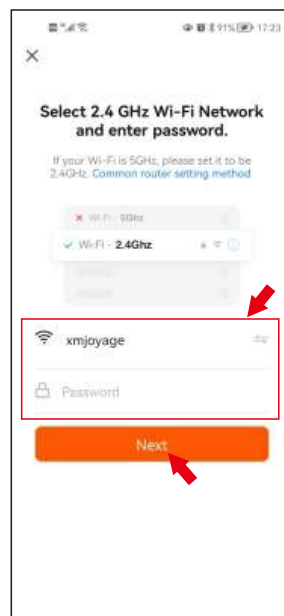 91% 17:23
Select 2.4 GHz Wi-Fi Network
and enter password.
If your Wi-Fi is 5GHz, please set it to be
2.4GHz. Common router setting method
Wi-Fi - 5Ghz
Wi-Fi - 2.4Ghz
xmjoyage
Password
Next